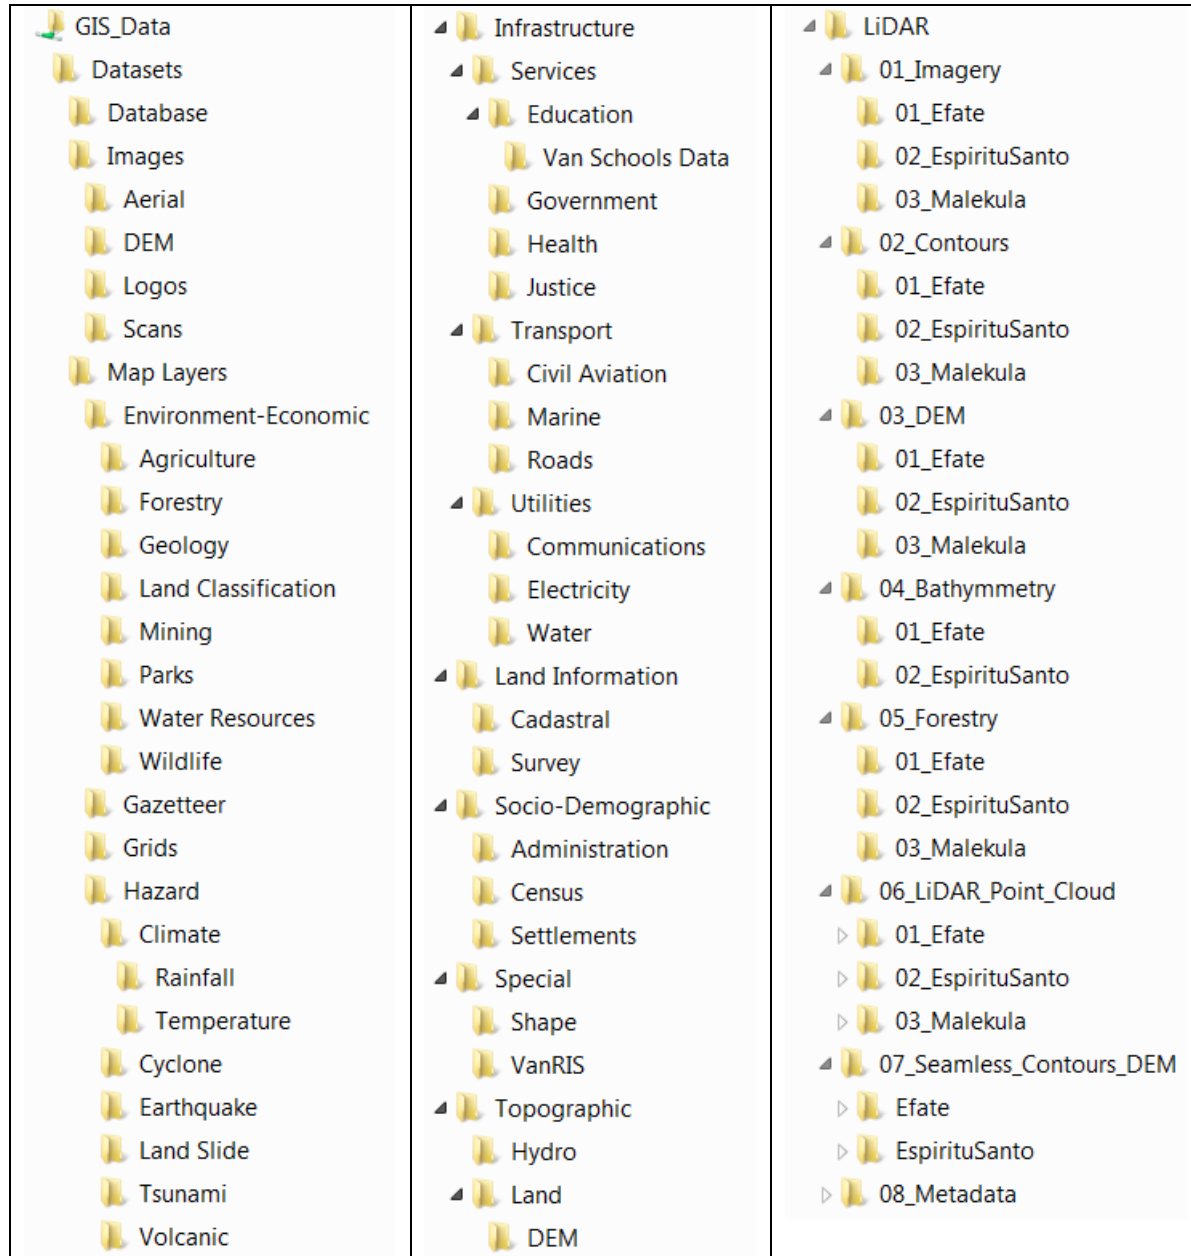 GIS_Data
Datasets
Database
Images
Aerial
DEM
Logos
Scans
Map Layers
Environment-Economic
Agriculture
Forestry
Geology
Land Classification
Mining
Parks
Water Resources
Wildlife
Gazetteer
Grids
Hazard
Climate
Rainfall
Temperature
Cyclone
Earthquake
Land Slide
Tsunami
Volcanic
Infrastructure
Services
Education
Van Schools Data
Government
Health
Justice
Transport
Civil Aviation
Marine
Roads
Utilities
Communications
Electricity
Water
Land Information
Cadastral
Survey
Socio-Demographic
Administration
Census
Settlements
Special
Shape
VanRIS
Topographic
Hydro
Land
DEM
LiDAR
01_Imagery
01_Efate
02_EspirituSanto
03_Malekula
02_Contours
01_Efate
02_EspirituSanto
03_Malekula
03_DEM
01_Efate
02_EspirituSanto
03_Malekula
04_Bathymmetry
01_Efate
02_EspirituSanto
05_Forestry
01_Efate
02_EspirituSanto
03_Malekula
06_LiDAR_Point_Cloud
01_Efate
02_EspirituSanto
03_Malekula
07_Seamless_Contours_DEM
Efate
EspirituSanto
08_Metadata